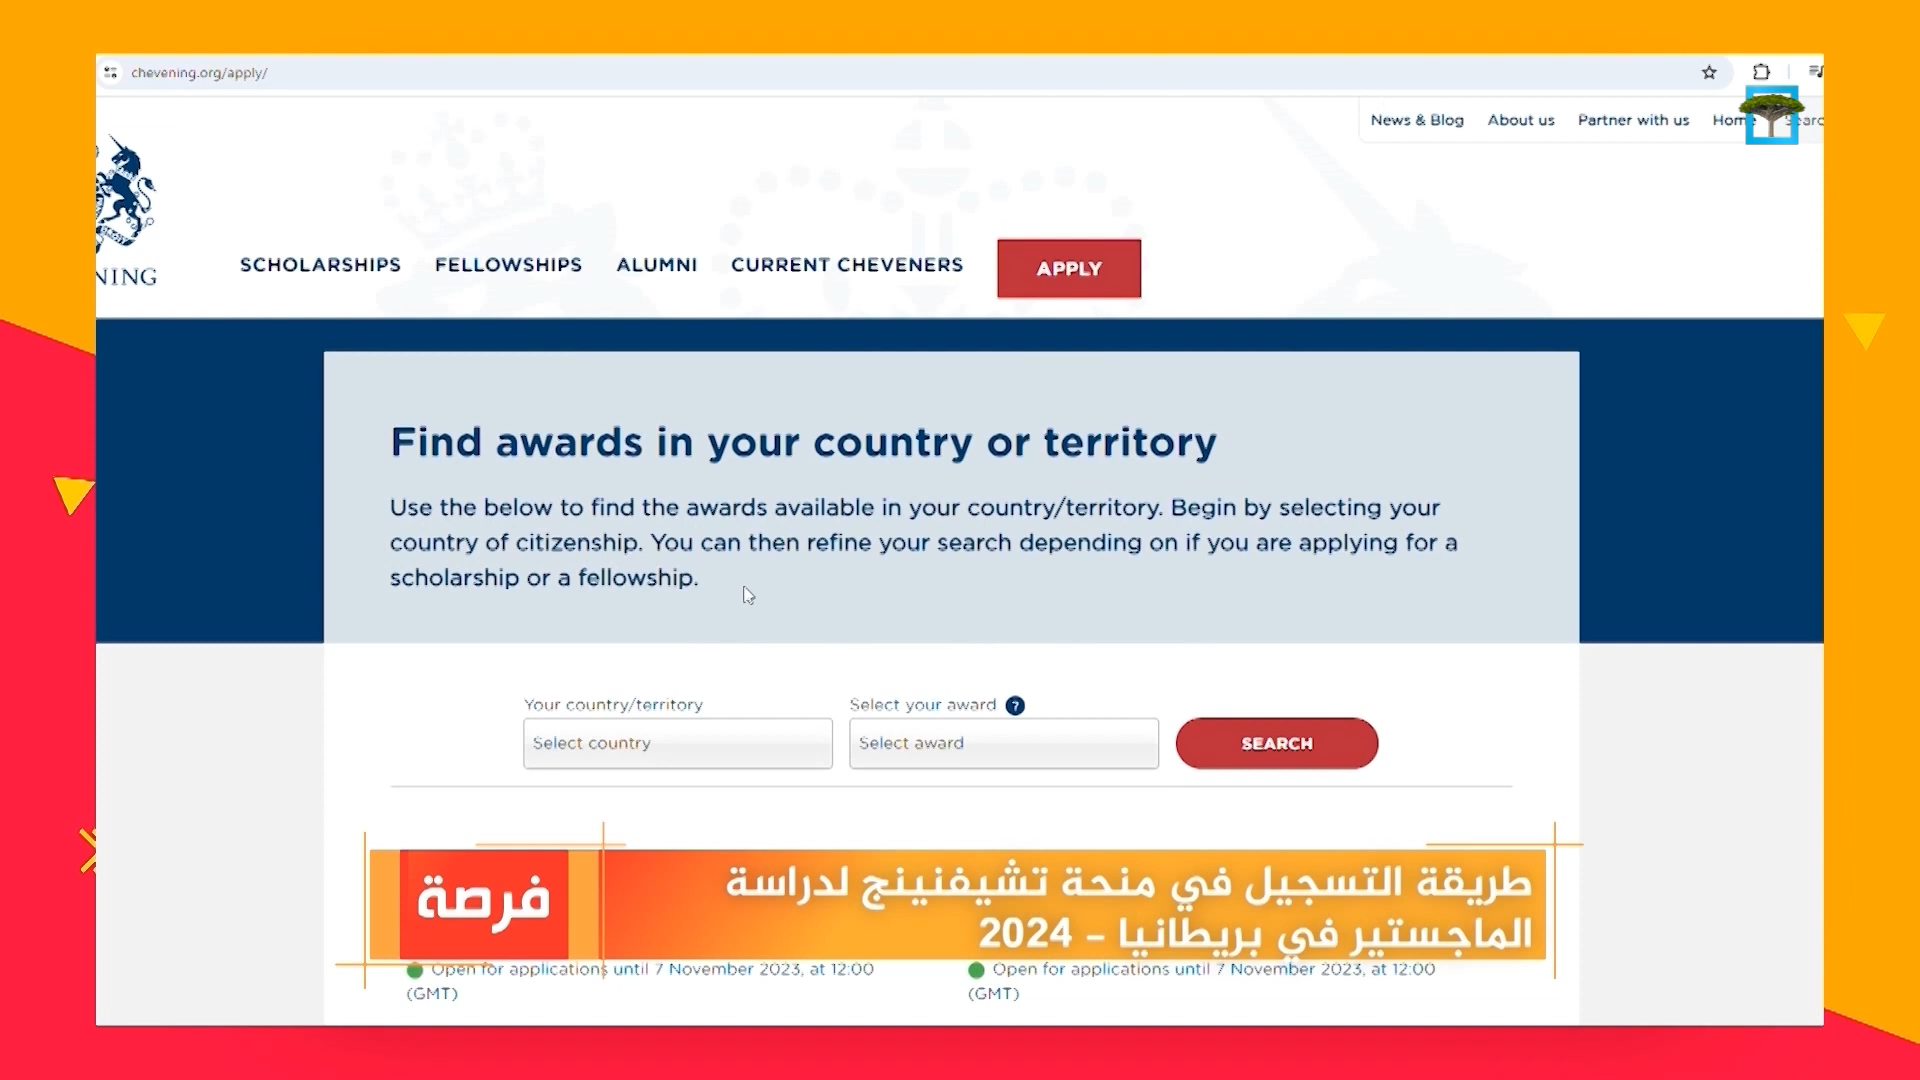 chevening.org/apply/
News & Blog About us Partner with us Home
NING
SCHOLARSHIPS FELLOWSHIPS ALUMNI CURRENT CHEVENERS APPLY
Find awards in your country or territory
Use the below to find the awards available in your country/territory. Begin by selecting your
country of citizenship. You can then refine your search depending on if you are applying for a
scholarship or a fellowship.
Your country/territory Select your award ?
Select country Select award SEARCH
طريقة التسجيل في منحة تشيفنينج لدراسة
الماجستير في بريطانيا – 2024
فرصة
Open for applications until 7 November 2023, at 12:00
(GMT)
Open for applications until 7 November 2023, at 12:00
(GMT)